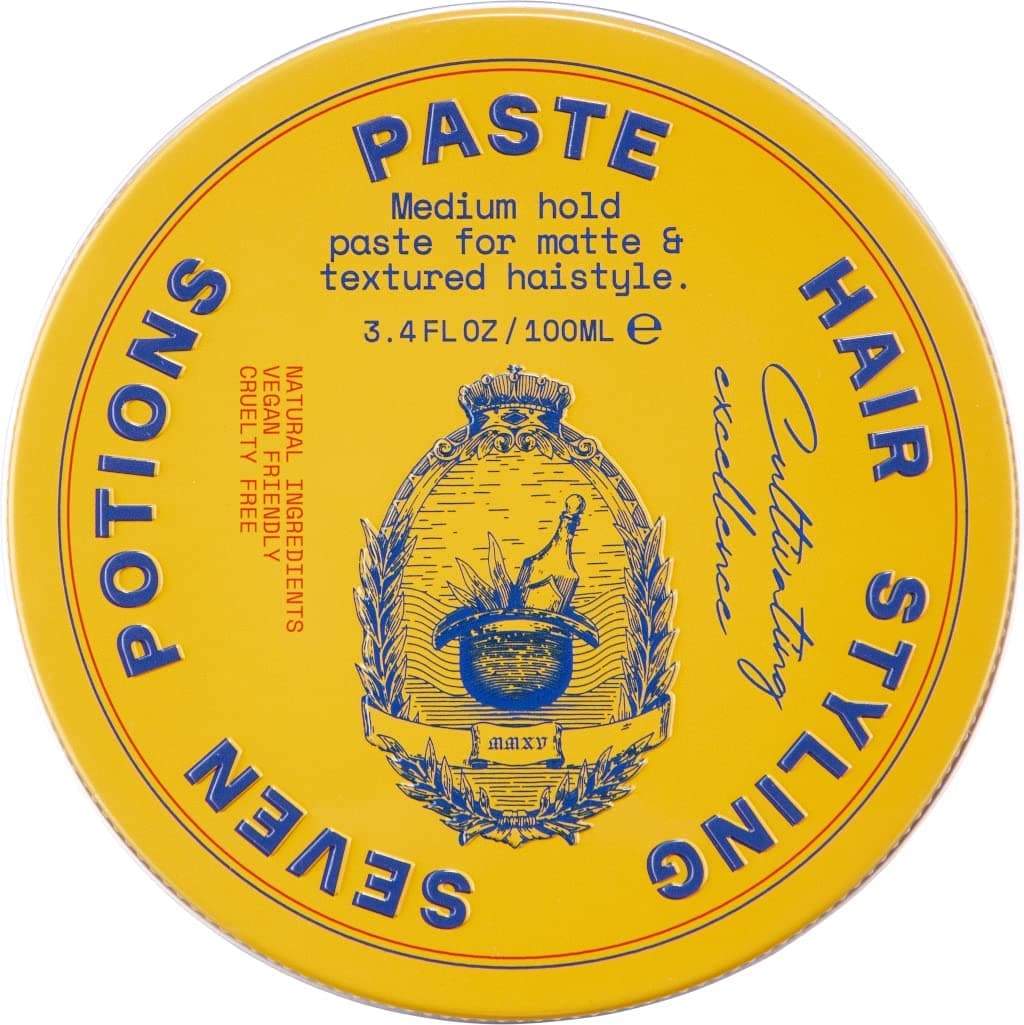 PASTE
Medium hold
paste for matte &
textured haistyle.
3.4 FL OZ / 100ML ℮
HAIR STYLING
SEVEN POTIONS
NATURAL INGREDIENTS
VEGAN FRIENDLY
CRUELTY FREE
Cultivating
excellence
MMXV